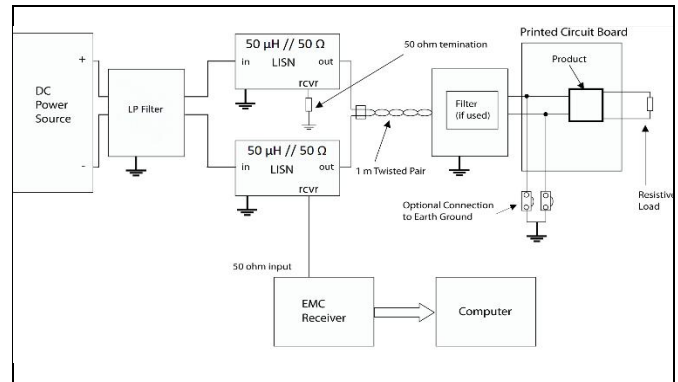 Printed Circuit Board
50 µH // 50 Ω
in LISN out
rcvr
50 ohm temination
Product
+
DC
Power
Source
-
LP Filter
Filter
(if used)
50 µH // 50 Ω
in LISN out
rcvr
1 m Twisted Pair
Optional Connection
to Earth Ground
Resistive
Load
50 ohm input
EMC
Receiver
Computer